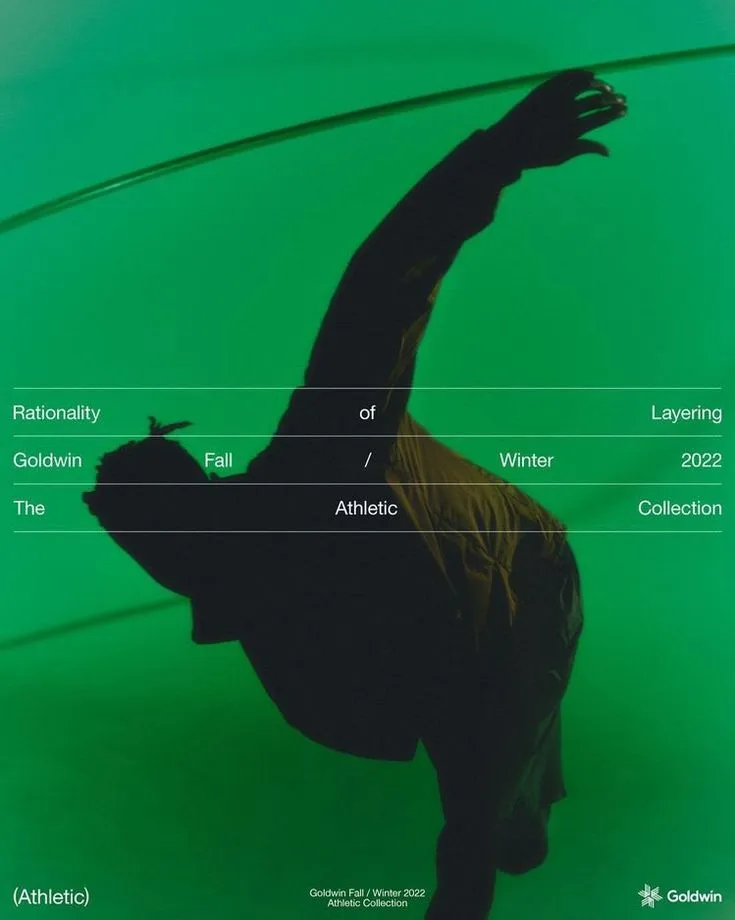 Rationality of Layering
Goldwin Fall / Winter 2022
The Athletic Collection
(Athletic)
Goldwin Fall / Winter 2022
Athletic Collection
Goldwin